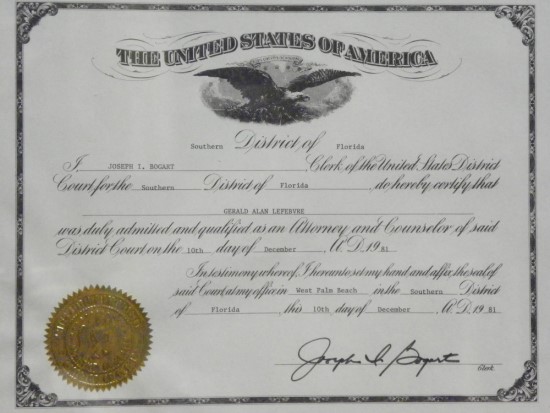 THE UNITED STATES OF AMERICA
Southern District of Florida
I, JOSEPH I. BOGART, Clerk of the United States District
Court for the Southern District of Florida, do hereby certify that
GERALD ALAN LEFEBVRE
was duly admitted and qualified as an Attorney and Counselor of said
District Court on the 10th day of December, A.D. 1981
In testimony whereof, I hereunto set my hand and affix the seal of
said Court, at my office in West Palm Beach in the Southern District
of Florida, this 10th day of December, A.D. 1981
Joseph I. Bogart
Clerk.